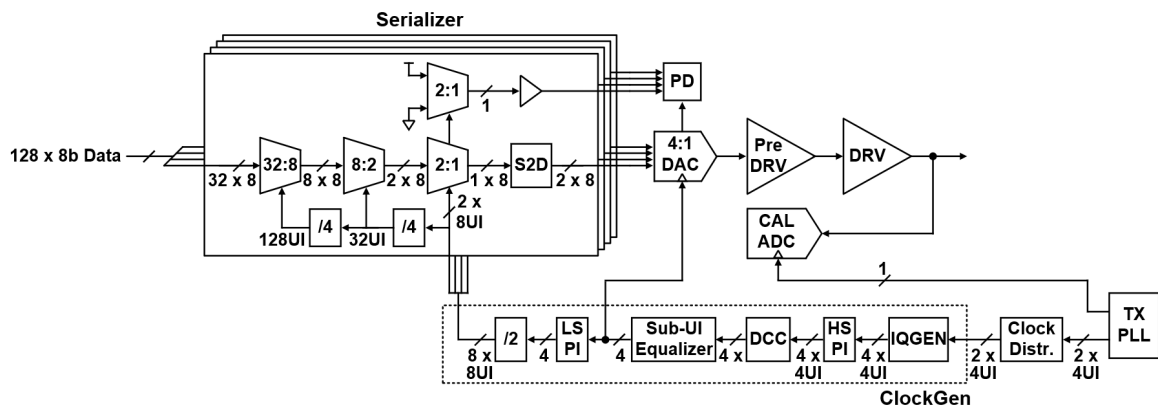 Serializer
2:1
1
PD
128 x 8b Data
32 x 8
32:8
8 x 8
8:2
2 x 8
2:1
1 x 8
S2D
2 x 8
4:1
DAC
Pre
DRV
DRV
2 x
8UI
128UI
/4
32UI
/4
CAL
ADC
1
TX
PLL
8 x
8UI
/2
4
LS
PI
4
Sub-UI
Equalizer
4 x
DCC
4 x
4UI
HS
PI
4 x
4UI
IQGEN
2 x
4UI
Clock
Distr.
2 x
4UI
ClockGen